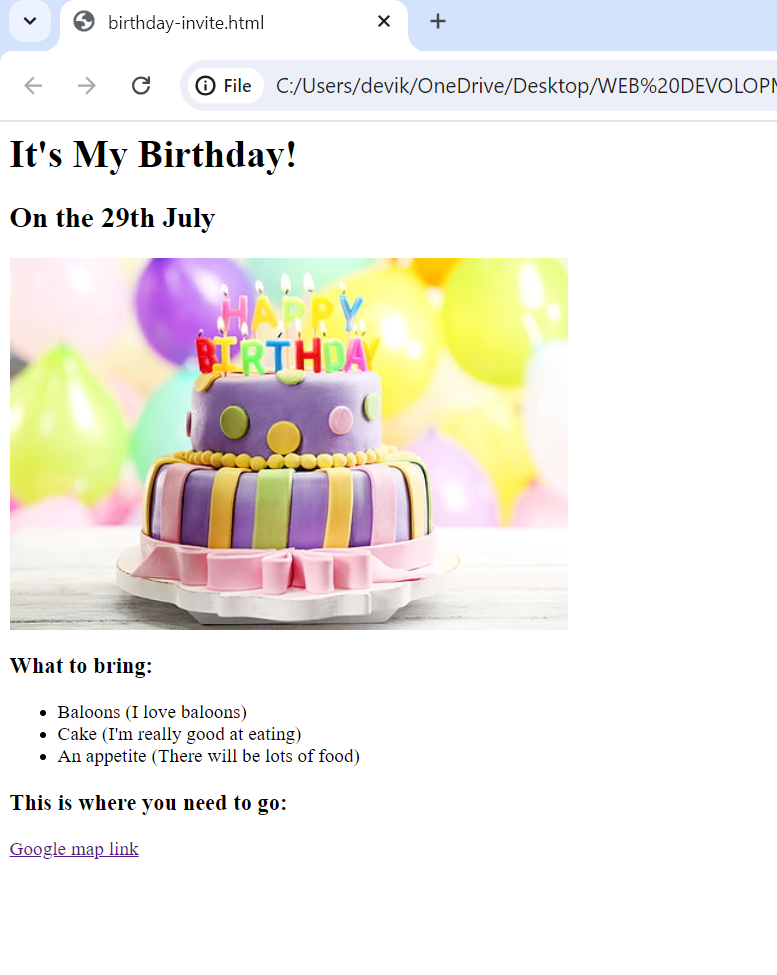 birthday-invite.html
File C:/Users/devik/OneDrive/Desktop/WEB%20DEVOLOP
It's My Birthday!
On the 29th July
HAPPY
BIRTHDAY
What to bring:
Baloons (I love baloons)
Cake (I'm really good at eating)
An appetite (There will be lots of food)
This is where you need to go:
Google map link